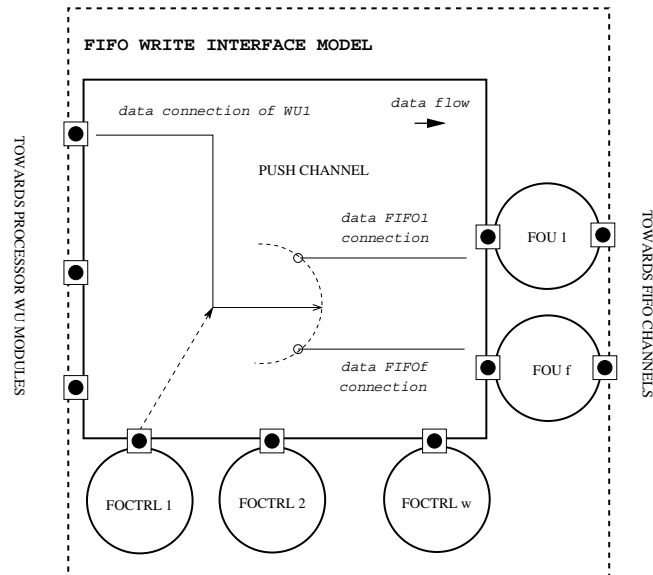 FIFO WRITE INTERFACE MODEL
data connection of WU1
data flow
PUSH CHANNEL
data FIFO1
connection
FOU 1
data FIFOf
connection
FOU f
FOCTRL 1
FOCTRL 2
FOCTRL w
TOWARDS PROCESSOR WU MODULES
TOWARDS FIFO CHANNELS